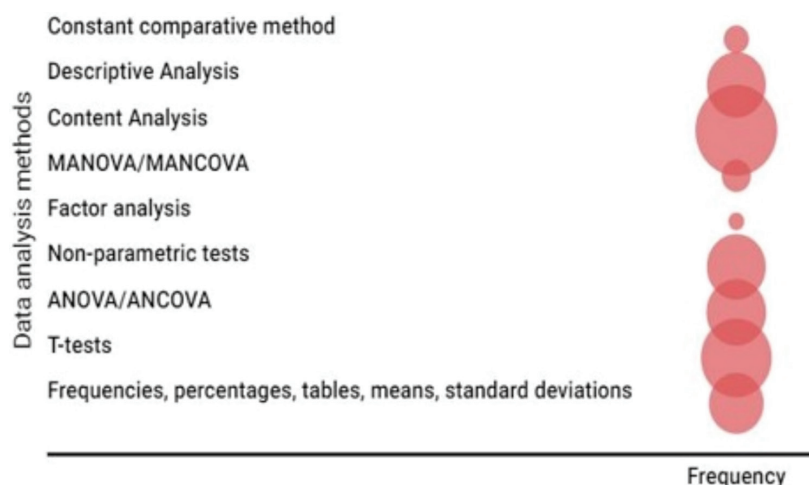 Data analysis methods
Constant comparative method
Descriptive Analysis
Content Analysis
MANOVA/MANCOVA
Factor analysis
Non-parametric tests
ANOVA/ANCOVA
T-tests
Frequencies, percentages, tables, means, standard deviations
Frequency